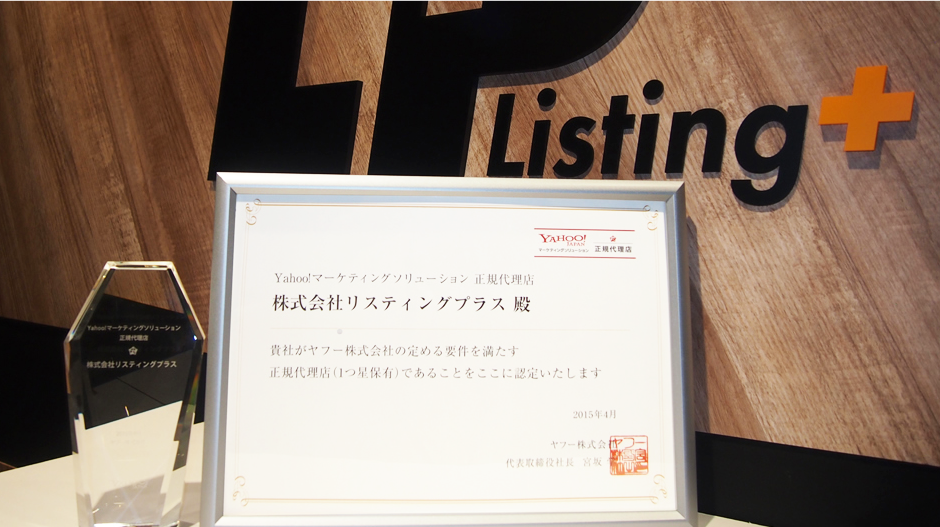 LP
Listing+
YAHOO!
JAPAN
マーケティングソリューション
正規代理店
Yahoo!マーケティングソリューション 正規代理店
株式会社リスティングプラス 殿
貴社がヤフー株式会社の定める要件を満たす
正規代理店(1つ星保有)であることをここに認定いたします
2015年4月
ヤフー株式会
代表取締役社長 宮坂
Yahoo!マーケティングソリューション
正規代理店
株式会社リスティングプラス